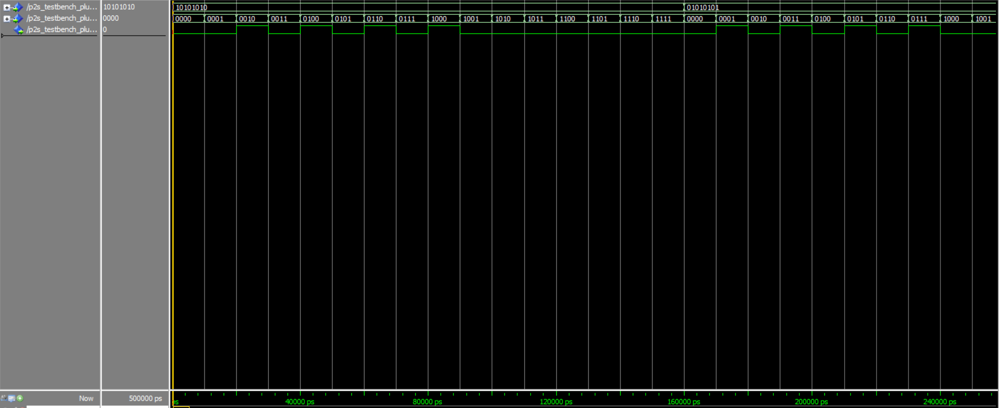 /p2s_testbench_plu... 10101010 10101010 01010101
/p2s_testbench_plu... 0000 0000 0001 0010 0011 0100 0101 0110 0111 1000 1001 1010 1011 1100 1101 1110 1111 0000 0001 0010 0011 0100 0101 0110 0111 1000 1001
/p2s_testbench_plu... 0
Now 500000 ps ps 40000 ps 80000 ps 120000 ps 160000 ps 200000 ps 240000 ps